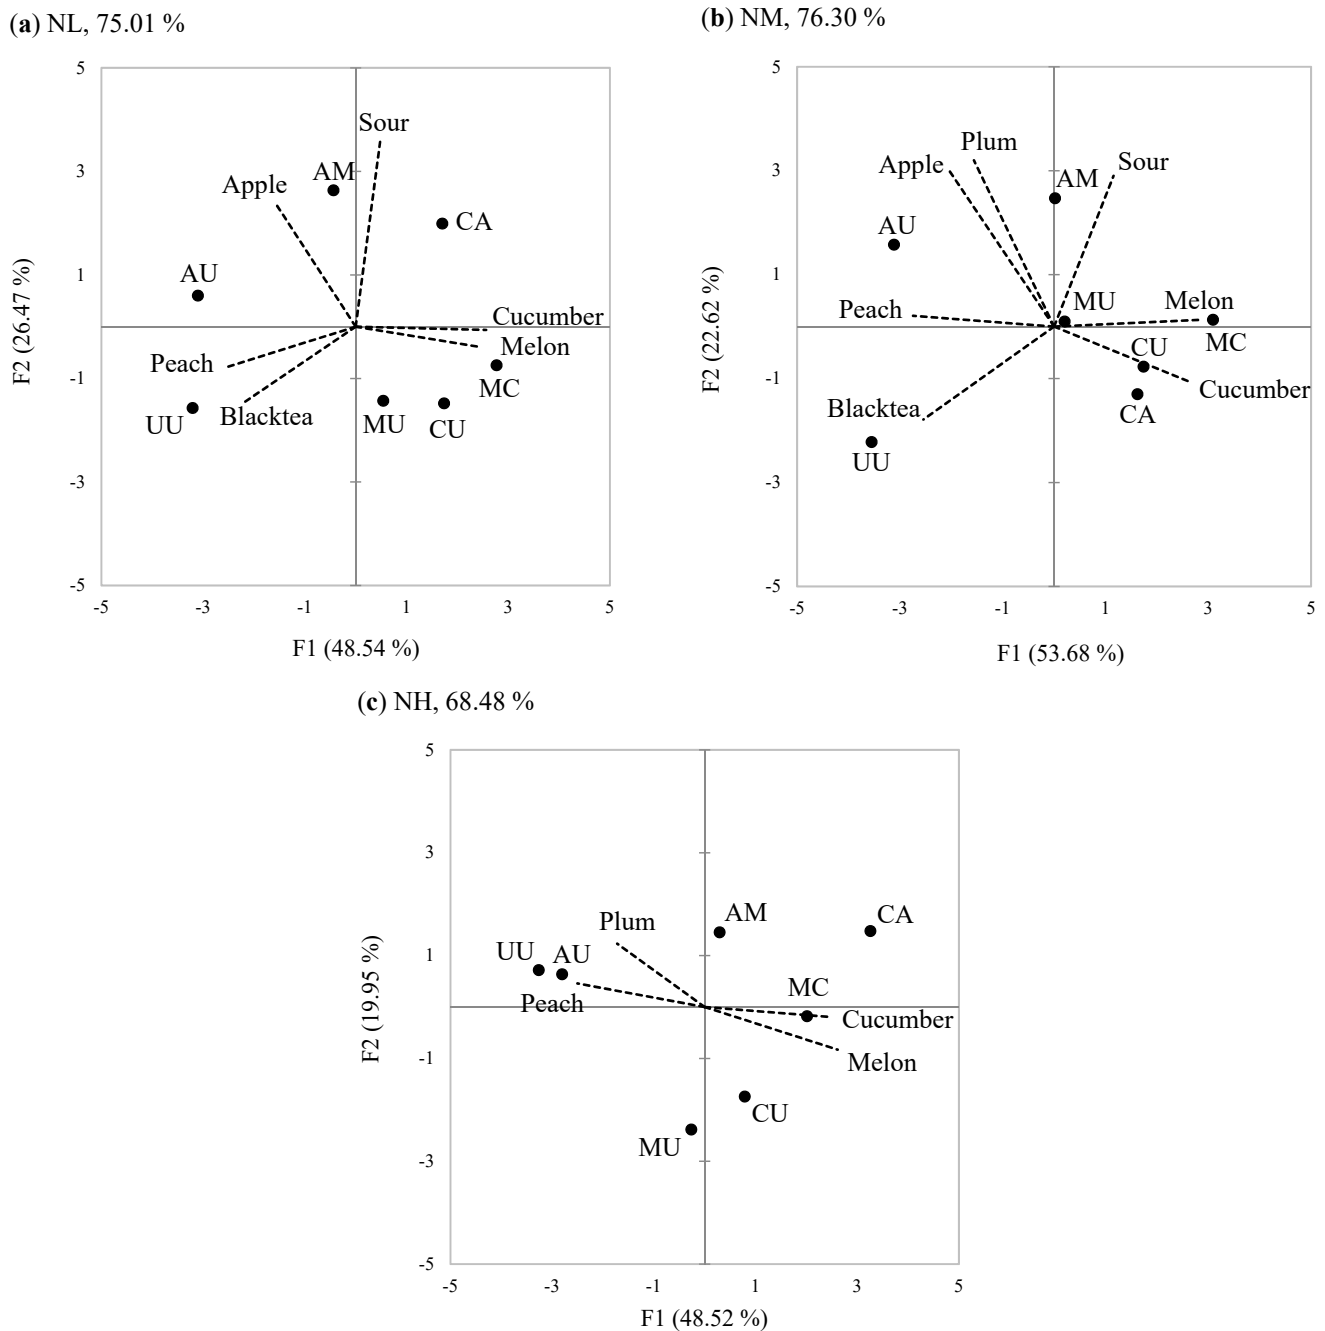 (a) NL, 75.01 %
5
3
1
-1
-3
-5
-5
-3
-1
1
3
5
F2 (26.47 %)
F1 (48.54 %)
Sour
AM
Apple
CA
AU
Cucumber
Melon
Peach
MC
UU
Blacktea
MU
CU
(b) NM, 76.30 %
5
3
1
-1
-3
-5
-5
-3
-1
1
3
5
F2 (22.62 %)
F1 (53.68 %)
Plum
Apple
Sour
AM
AU
Peach
MU
Melon
MC
CU
Cucumber
Blacktea
CA
UU
(c) NH, 68.48 %
5
3
1
-1
-3
-5
-5
-3
-1
1
3
5
F2 (19.95 %)
F1 (48.52 %)
Plum
AM
CA
UU
AU
Peach
MC
Cucumber
Melon
CU
MU